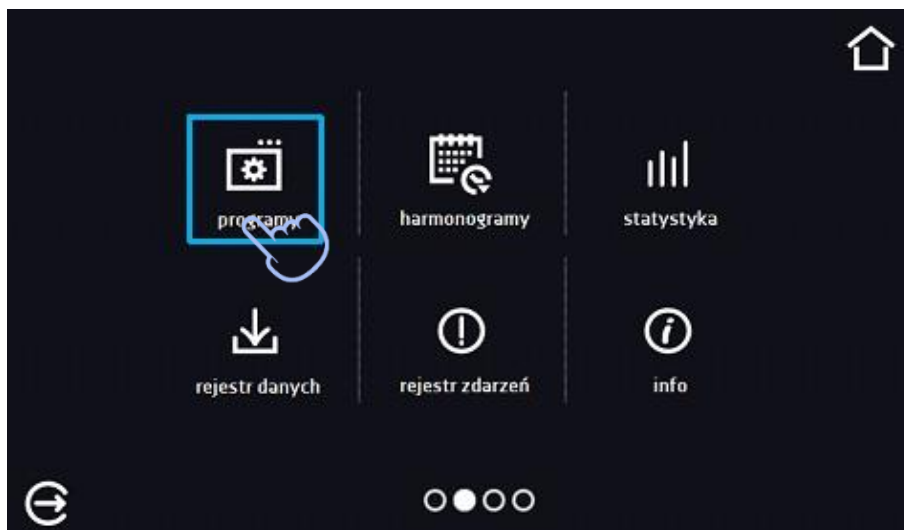 programy
harmonogramy
statystyka
rejestr danych
rejestr zdarzeń
info